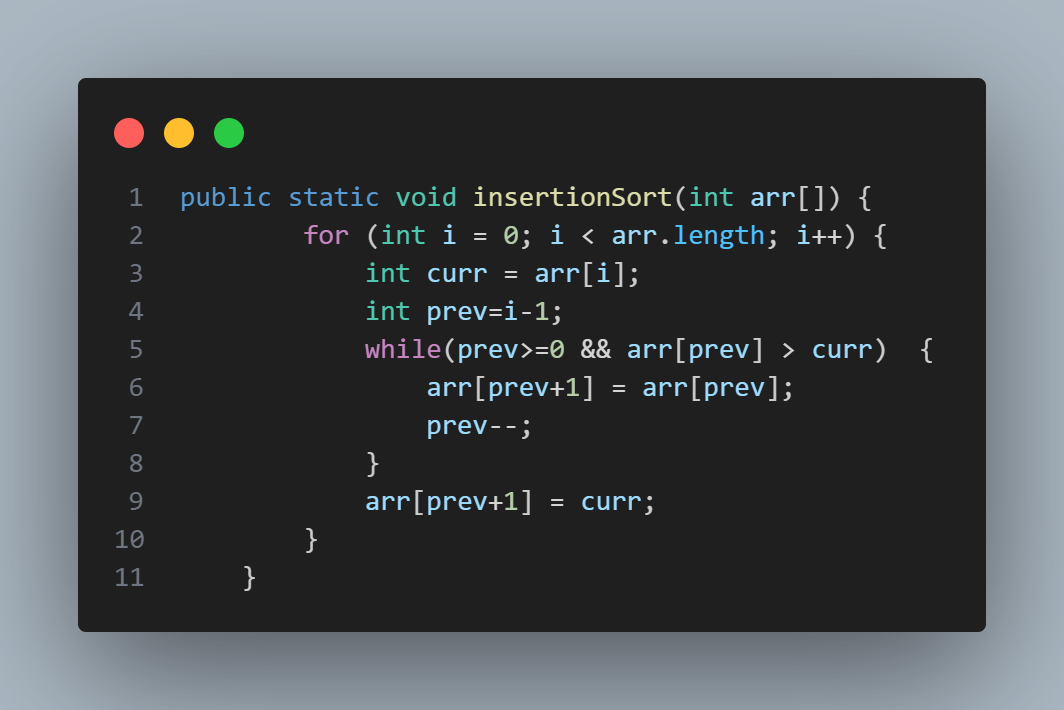 1 public static void insertionSort(int arr[]) {
2         for (int i = 0; i < arr.length; i++) {
3             int curr = arr[i];
4             int prev=i-1;
5             while(prev>=0 && arr[prev] > curr)  {
6                 arr[prev+1] = arr[prev];
7                 prev--;
8             }
9             arr[prev+1] = curr;
10         }
11     }